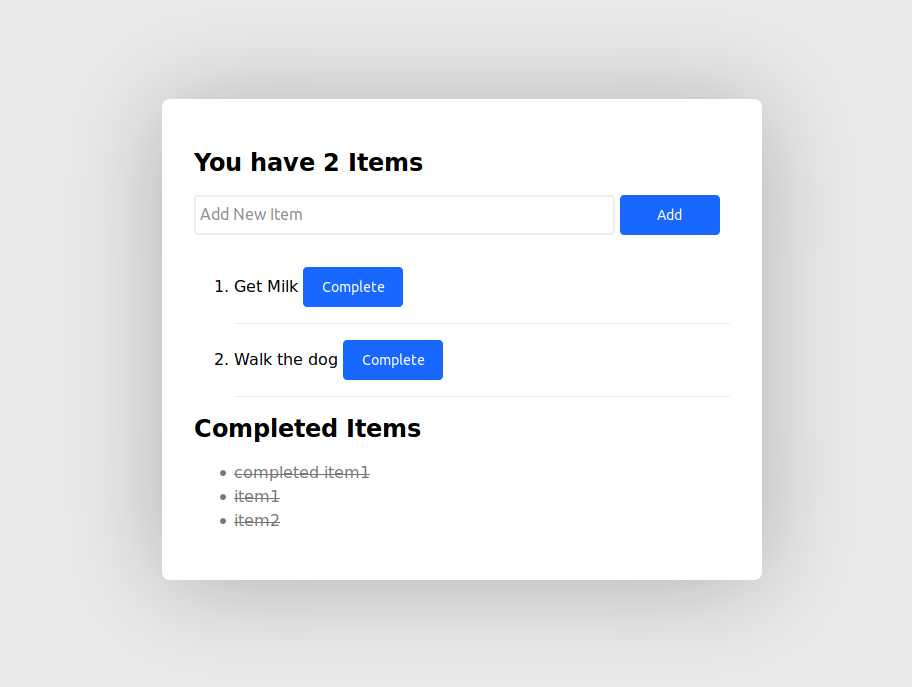 You have 2 Items
Add New Item Add
1. Get Milk Complete
2. Walk the dog Complete
Completed Items
• completed item1
• item1
• item2